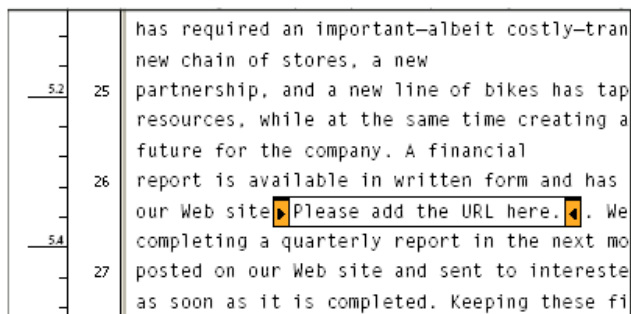 has required an important—albeit costly—tran
new chain of stores, a new
5.2 25 partnership, and a new line of bikes has tap
resources, while at the same time creating a
future for the company. A financial
26 report is available in written form and has
our Web site Please add the URL here. . We
5.4 completing a quarterly report in the next mo
27 posted on our Web site and sent to intereste
as soon as it is completed. Keeping these fi